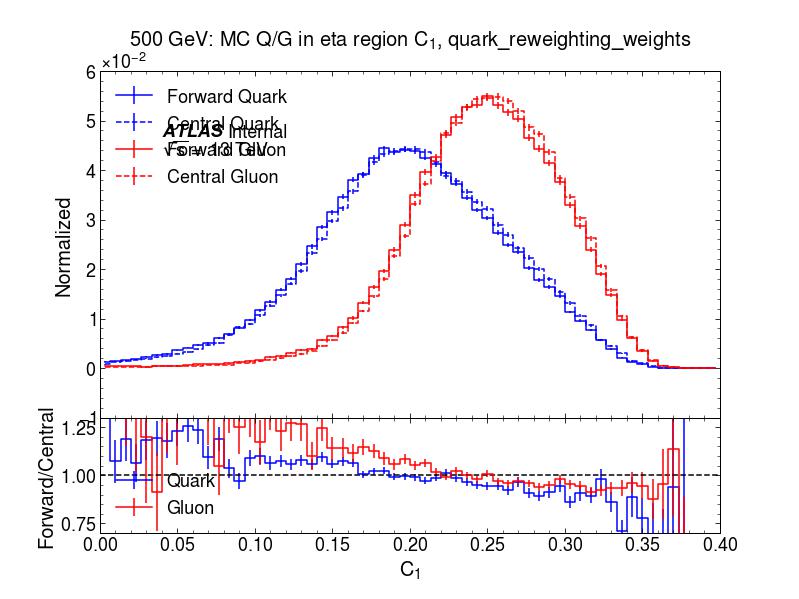 500 GeV: MC Q/G in eta region C₁, quark_reweighting_weights
×10⁻²
Forward Quark
Central Quark
ATLAS Internal
Forward Gluon
√s = 13 TeV
Central Gluon
Normalized
6
5
4
3
2
1
0
1
Forward/Central
1.25
1.00
0.75
Quark
Gluon
0.00 0.05 0.10 0.15 0.20 0.25 0.30 0.35 0.40
C₁